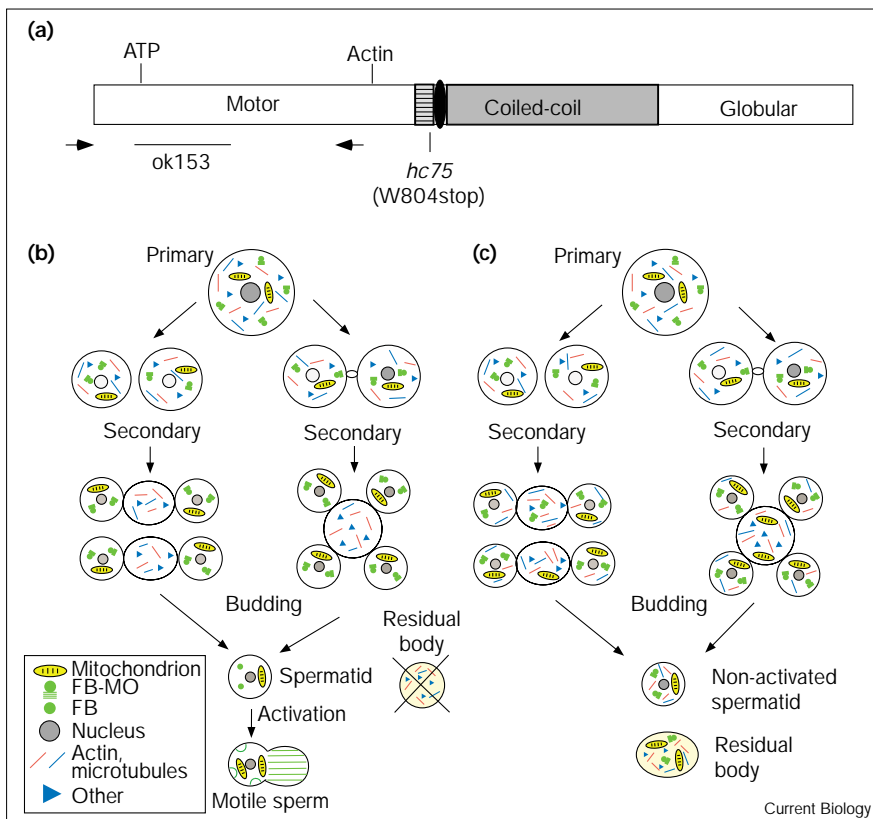 (a)
ATP
Actin
Motor
Coiled-coil
Globular
ok153
hc75
(W804stop)
(b)
Primary
Secondary
Secondary
Budding
Residual
body
Spermatid
Activation
Motile sperm
Mitochondrion
FB-MO
FB
Nucleus
Actin,
microtubules
Other
(c)
Primary
Secondary
Secondary
Budding
Non-activated
spermatid
Residual
body
Current Biology